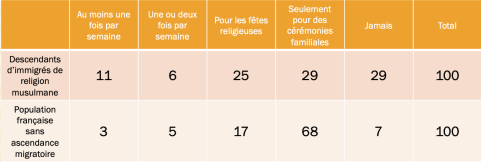 Au moins une fois par semaine
Une ou deux fois par semaine
Pour les fêtes religieuses
Seulement pour des cérémonies familiales
Jamais
Total
Descendants d'immigrés de religion musulmane
11
6
25
29
29
100
Population française sans ascendance migratoire
3
5
17
68
7
100